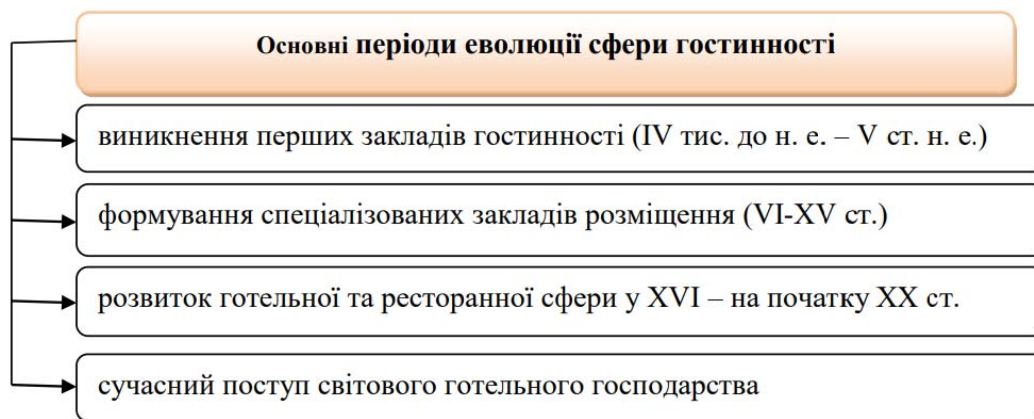 Основні періоди еволюції сфери гостинності
виникнення перших закладів гостинності (IV тис. до н. е. – V ст. н. е.)
формування спеціалізованих закладів розміщення (VI-XV ст.)
розвиток готельної та ресторанної сфери у XVI – на початку XX ст.
сучасний поступ світового готельного господарства